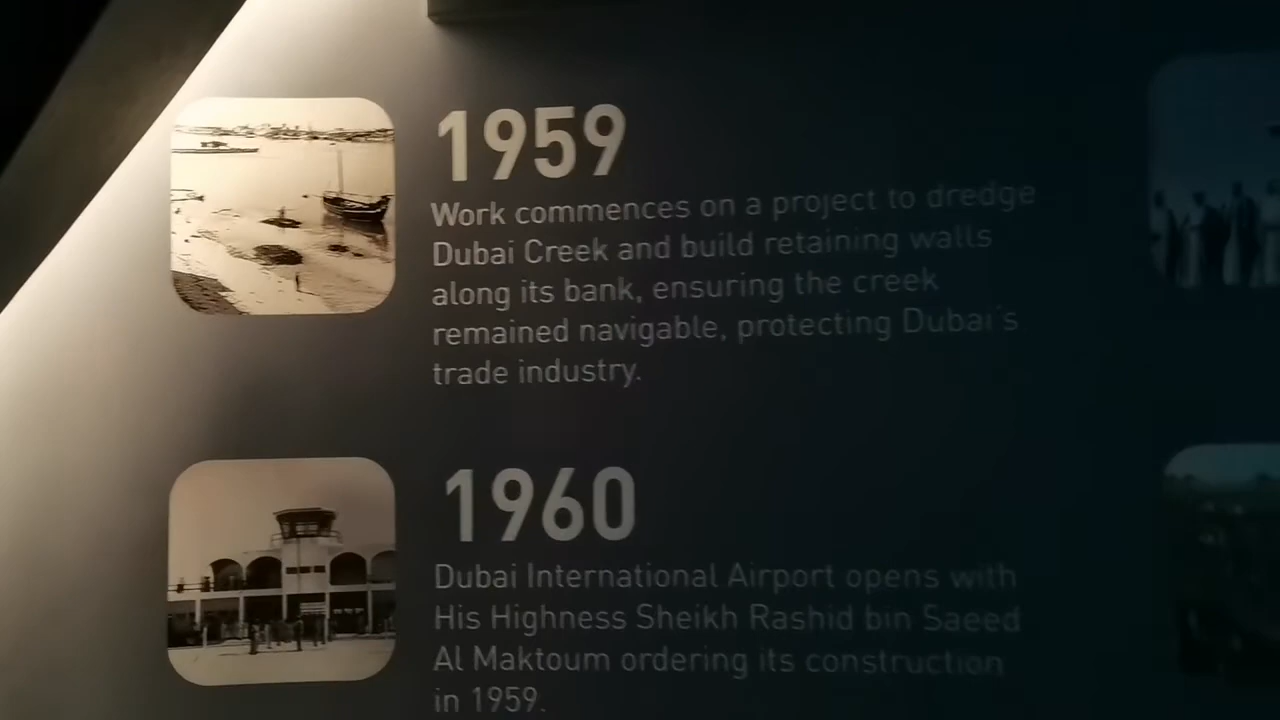 1959
Work commences on a project to dredge
Dubai Creek and build retaining walls
along its bank, ensuring the creek
remained navigable, protecting Dubai's
trade industry.
1960
Dubai International Airport opens with
His Highness Sheikh Rashid bin Saeed
Al Maktoum ordering its construction
in 1959.